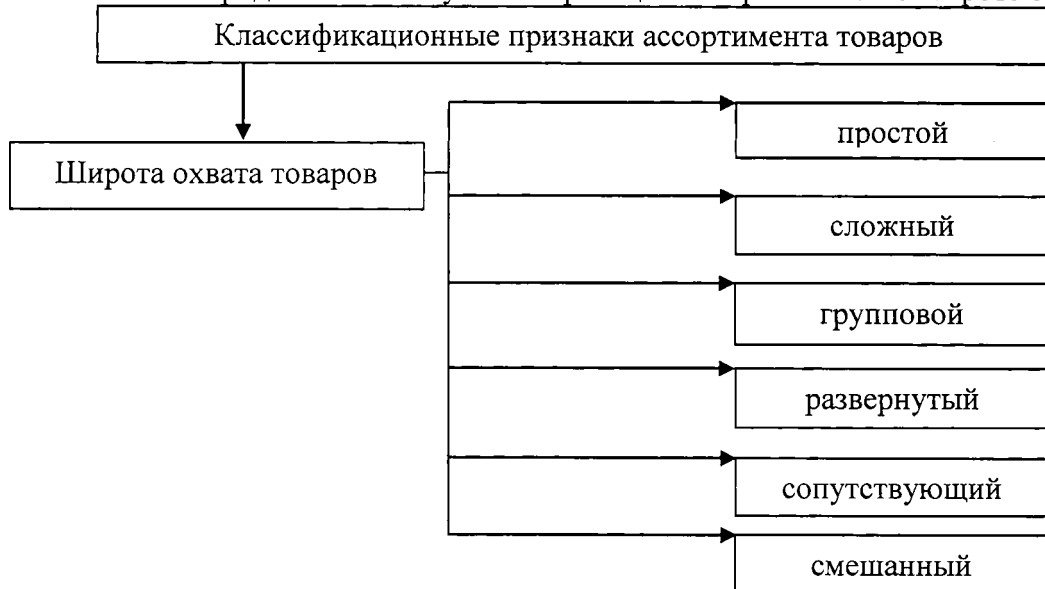 Классификационные признаки ассортимента товаров
простой
Широта охвата товаров
сложный
групповой
развернутый
сопутствующий
смешанный